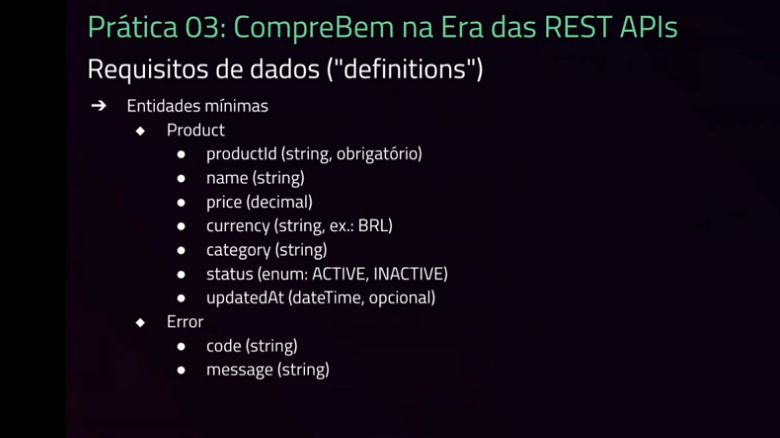 Prática 03: CompreBem na Era das REST APIs
Requisitos de dados ("definitions")
➔ Entidades mínimas
◆ Product
● productId (string, obrigatório)
● name (string)
● price (decimal)
● currency (string, ex.: BRL)
● category (string)
● status (enum: ACTIVE, INACTIVE)
● updatedAt (dateTime, opcional)
◆ Error
● code (string)
● message (string)